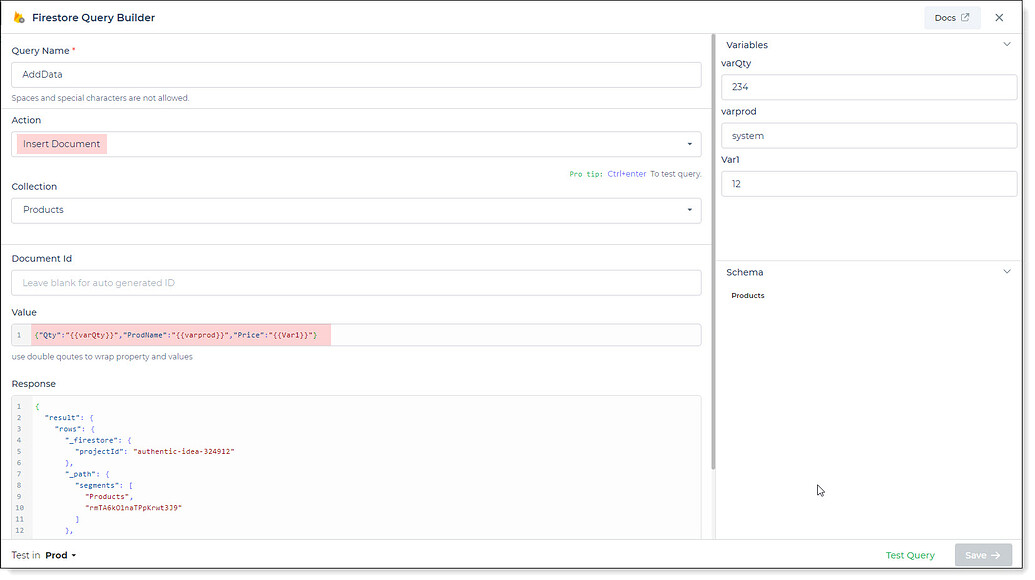 Firestore Query Builder
Docs
Query Name *
AddData
Spaces and special characters are not allowed.
Action
Insert Document
Pro tip: Ctrl+enter To test query.
Collection
Products
Document Id
Leave blank for auto generated ID
Value
1 {"Qty":"{{varQty}}","ProdName":"{{varprod}}","Price":"{{Var1}}"}
use double qoutes to wrap property and values
Response
1 {
2 "result": {
3 "rows": {
4 "_firestore": {
5 "projectId": "authentic-idea-324912"
6 },
7 "_path": {
8 "segments": [
9 "Products",
10 "rmTA6kO1naTPpKrwt3J9"
11 ]
12 },
Variables
varQty
234
varprod
system
Var1
12
Schema
Products
Test in Prod
Test Query
Save